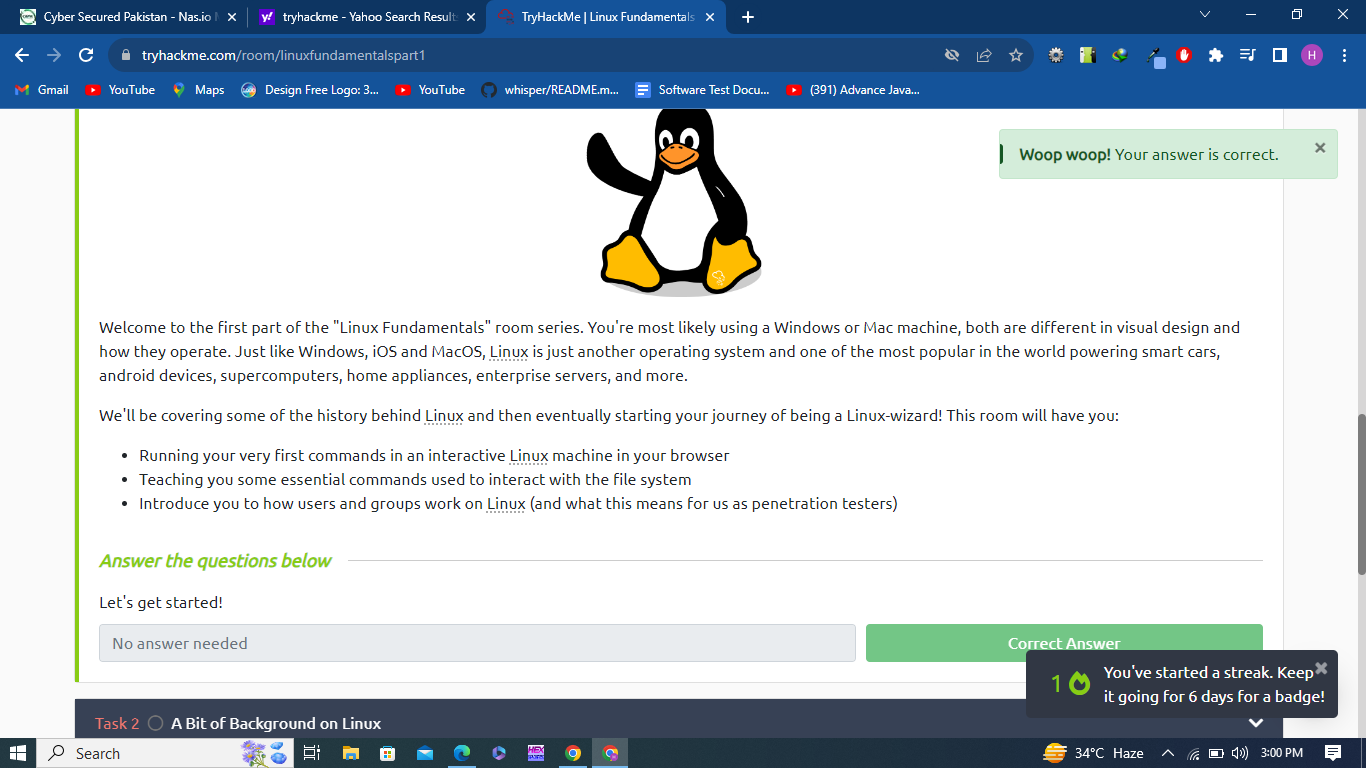 Cyber Secured Pakistan - Nas.io
tryhackme - Yahoo Search Results
TryHackMe | Linux Fundamentals
tryhackme.com/room/linuxfundamentalspart1
H
Gmail
YouTube
Maps
Design Free Logo: 3...
YouTube
whisper/README.m...
Software Test Docu...
(391) Advance Java...
Woop woop! Your answer is correct.
Welcome to the first part of the "Linux Fundamentals" room series. You're most likely using a Windows or Mac machine, both are different in visual design and
how they operate. Just like Windows, iOS and MacOS, Linux is just another operating system and one of the most popular in the world powering smart cars,
android devices, supercomputers, home appliances, enterprise servers, and more.
We'll be covering some of the history behind Linux and then eventually starting your journey of being a Linux-wizard! This room will have you:
• Running your very first commands in an interactive Linux machine in your browser
• Teaching you some essential commands used to interact with the file system
• Introduce you to how users and groups work on Linux (and what this means for us as penetration testers)
Answer the questions below
Let's get started!
No answer needed
Correct Answer
1
You've started a streak. Keep
it going for 6 days for a badge!
Task 2
A Bit of Background on Linux
Search
HEX
34°C Haze
3:00 PM